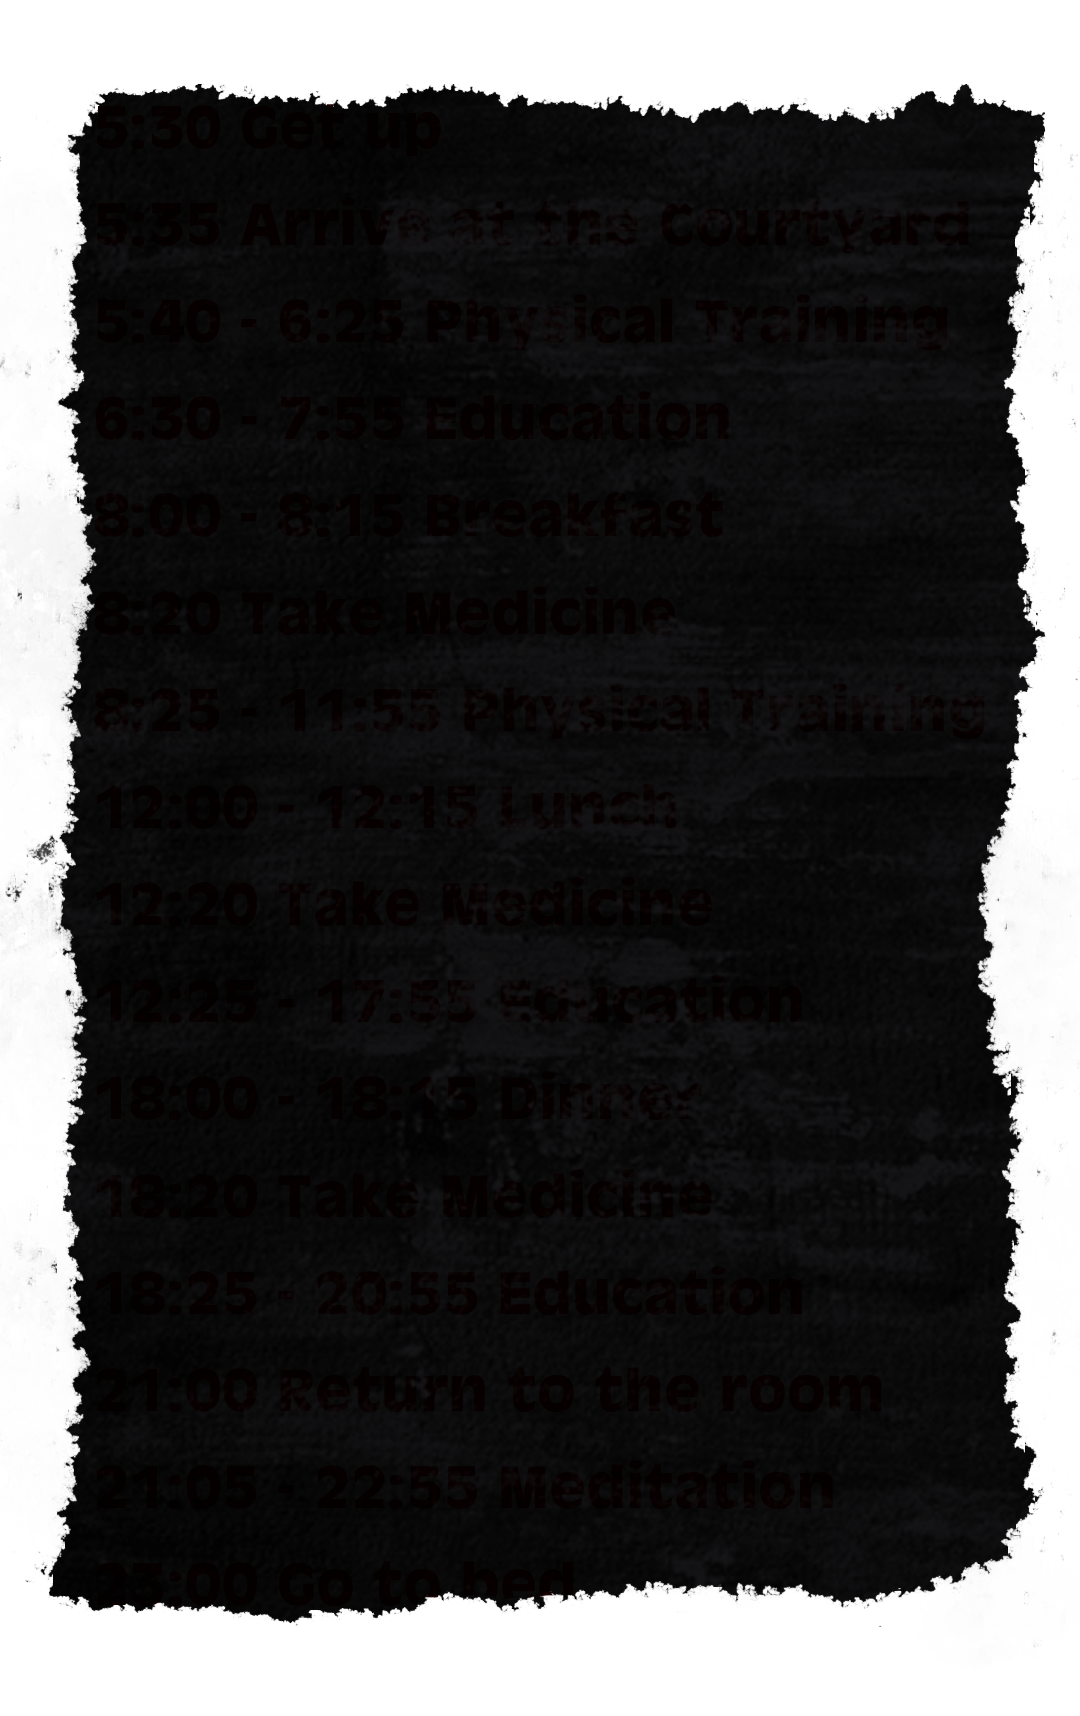 5:30 Get up
5:35 Arrive at the Courtyard
5:40 - 6:25 Physical Training
6:30 - 7:55 Education
8:00 - 8:15 Breakfast
8:20 Take Medicine
8:25 - 11:55 Physical Training
12:00 - 12:15 Lunch
12:20 Take Medicine
12:25 - 17:55 Education
18:00 - 18:15 Dinner
18:20 Take Medicine
18:25 - 20:55 Education
21:00 Return to the room
21:05 - 22:55 Meditation
23:00 Go to bed